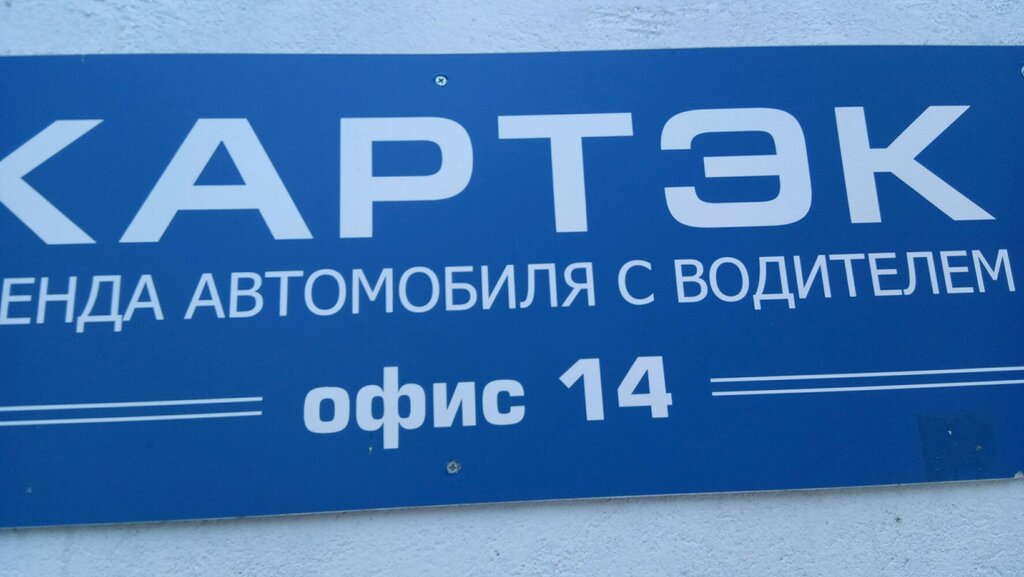 КАРТЭК
ЕНДА АВТОМОБИЛЯ С ВОДИТЕЛЕМ
офис 14